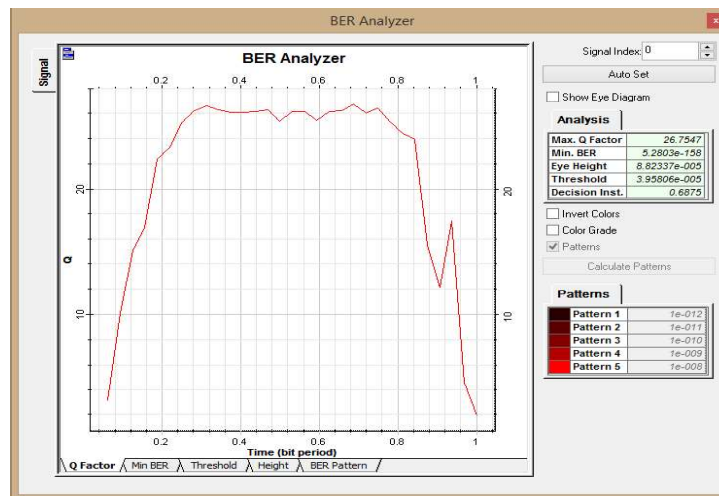 BER Analyzer
Signal
BER Analyzer
0.2 0.4 0.6 0.8 1
20 20
Q
10 10
0.2 0.4 0.6 0.8 1
Time (bit period)
Q Factor Min BER Threshold Height BER Pattern
Signal Index: 0
Auto Set
Show Eye Diagram
Analysis
Max. Q Factor 26.7547
Min. BER 5.2803e-158
Eye Height 8.82337e-005
Threshold 3.95806e-005
Decision Inst. 0.6875
Invert Colors
Color Grade
Patterns
Calculate Patterns
Patterns
Pattern 1 1e-012
Pattern 2 1e-011
Pattern 3 1e-010
Pattern 4 1e-009
Pattern 5 1e-008